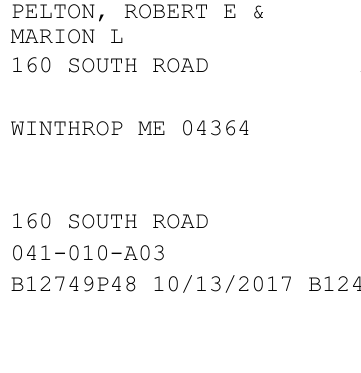 PELTON, ROBERT E &
MARION L
160 SOUTH ROAD
WINTHROP ME 04364
160 SOUTH ROAD
041-010-A03
B12749P48 10/13/2017 B124